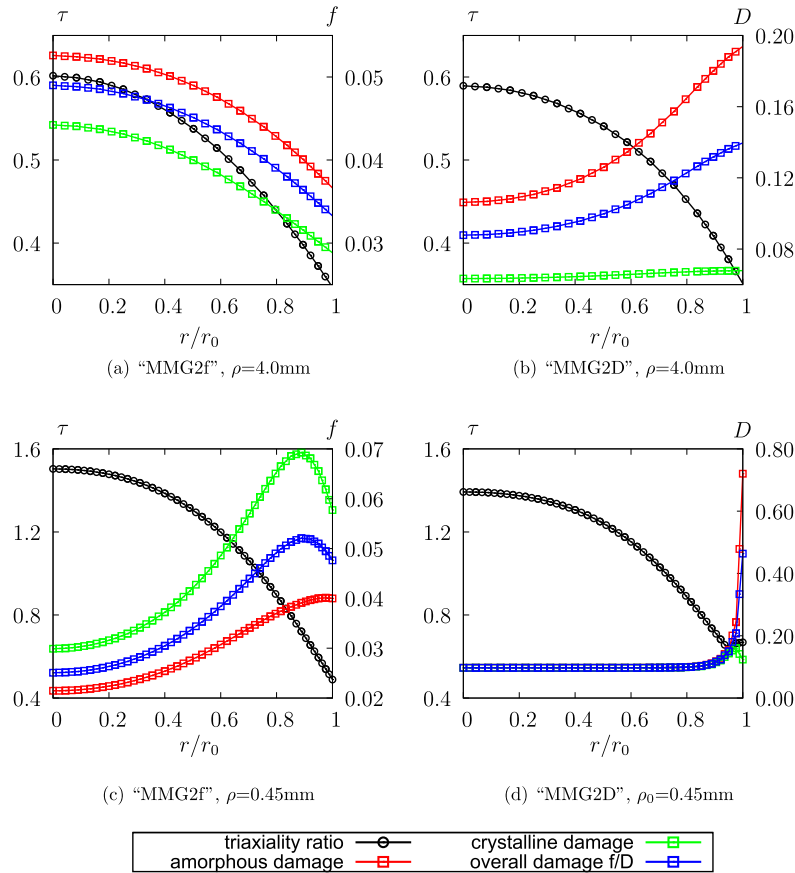 τ f
0.6 0.05
0.5 0.04
0.4 0.03
0 0.2 0.4 0.6 0.8 1
r/r0
(a) “MMG2f”, ρ=4.0mm
τ D
0.20
0.6 0.16
0.5 0.12
0.4 0.08
0 0.2 0.4 0.6 0.8 1
r/r0
(b) “MMG2D”, ρ=4.0mm
τ f
1.6 0.07
0.06
1.2 0.05
0.8 0.04
0.03
0.4 0.02
0 0.2 0.4 0.6 0.8 1
r/r0
(c) “MMG2f”, ρ=0.45mm
τ D
1.6 0.80
1.2 0.60
0.40
0.8 0.20
0.4 0.00
0 0.2 0.4 0.6 0.8 1
r/r0
(d) “MMG2D”, ρ0=0.45mm
triaxiality ratio crystalline damage
amorphous damage overall damage f/D